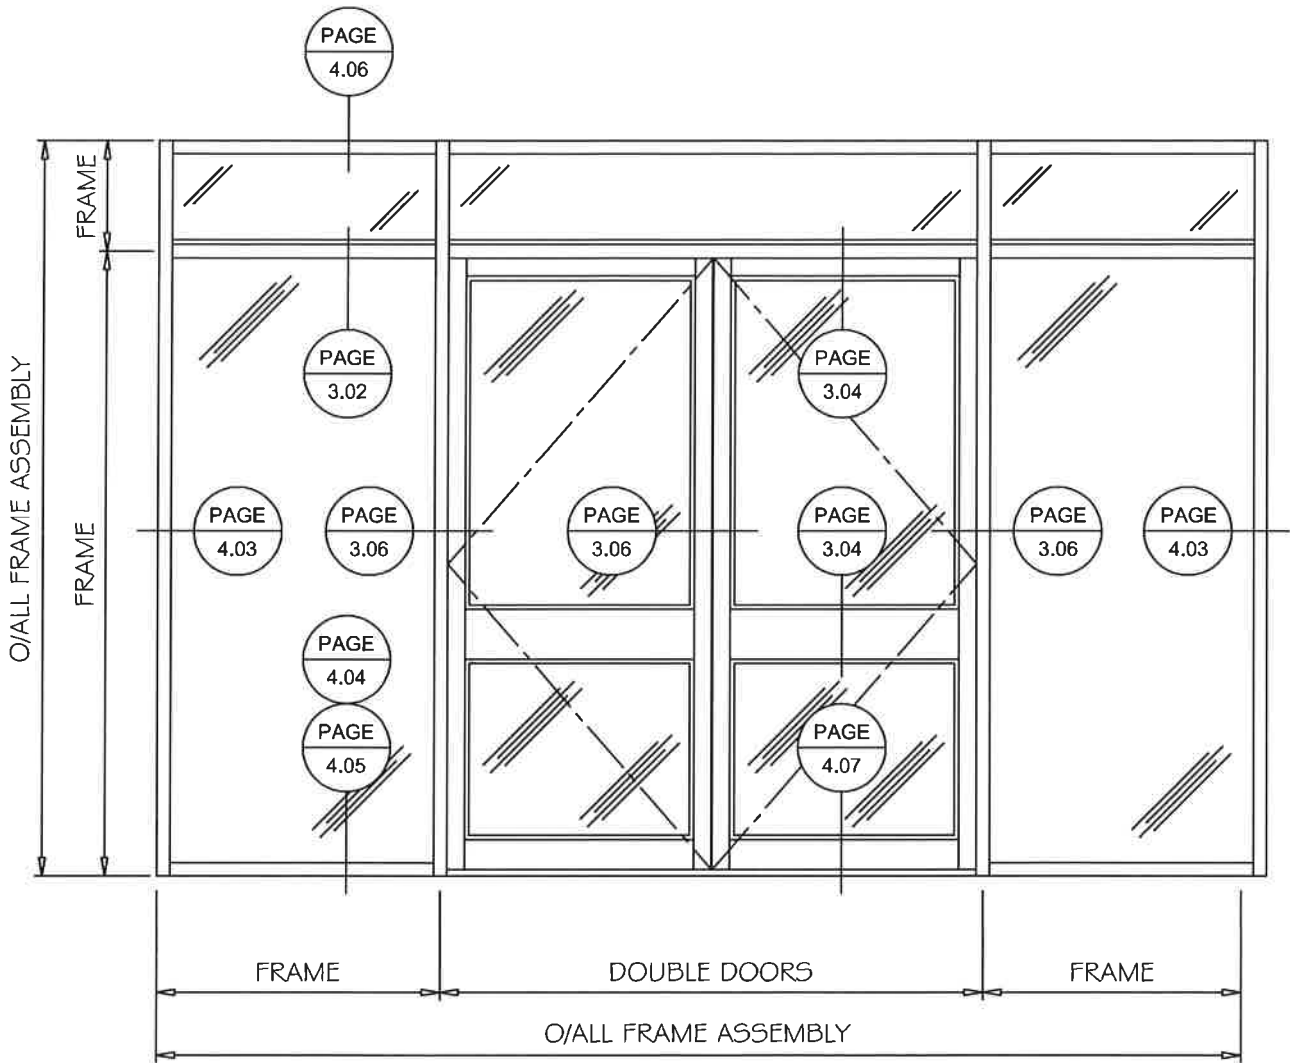 PAGE
4.06
FRAME
O/ALL FRAME ASSEMBLY
FRAME
PAGE
3.02
PAGE
3.04
PAGE
4.03
PAGE
3.06
PAGE
3.06
PAGE
3.04
PAGE
3.06
PAGE
4.03
PAGE
4.04
PAGE
4.05
PAGE
4.07
FRAME
DOUBLE DOORS
FRAME
O/ALL FRAME ASSEMBLY